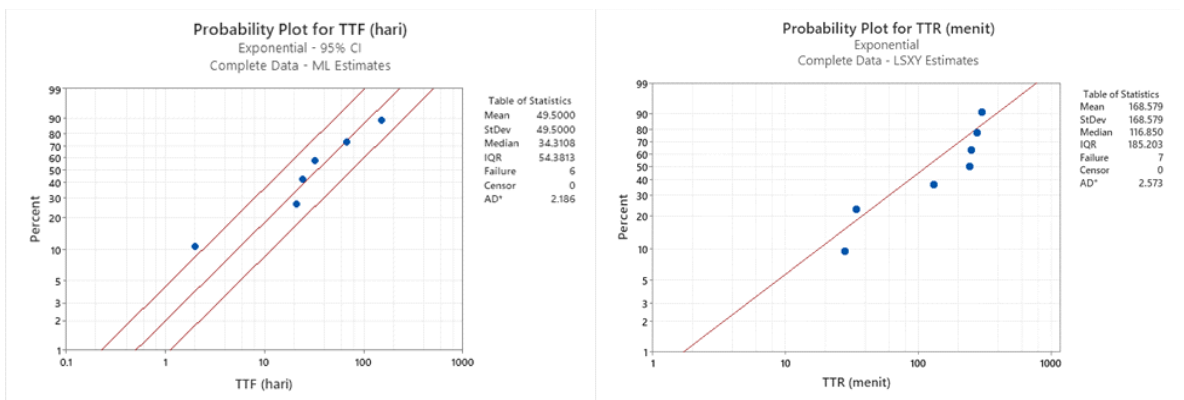 Probability Plot for TTF (hari)
Exponential - 95% CI
Complete Data - ML Estimates
99
90
80
70
60
50
40
30
20
10
5
3
2
1
Percent
0.1 1 10 100 1000
TTF (hari)
Table of Statistics
Mean 49.5000
StDev 49.5000
Median 34.3108
IQR 54.3813
Failure 6
Censor 0
AD* 2.186
Probability Plot for TTR (menit)
Exponential
Complete Data - LSXY Estimates
99
90
80
70
60
50
40
30
20
10
5
3
2
1
Percent
1 10 100 1000
TTR (menit)
Table of Statistics
Mean 168.579
StDev 168.579
Median 116.850
IQR 185.203
Failure 7
Censor 0
AD* 2.573